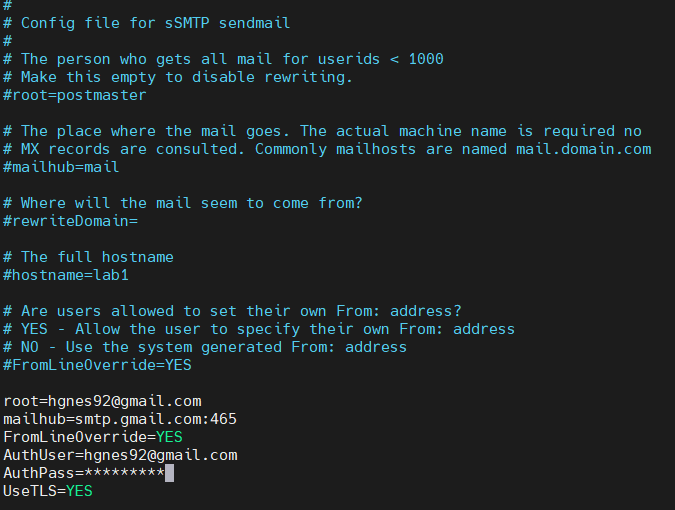 #
# Config file for sSMTP sendmail
#
# The person who gets all mail for userids < 1000
# Make this empty to disable rewriting.
#root=postmaster

# The place where the mail goes. The actual machine name is required no
# MX records are consulted. Commonly mailhosts are named mail.domain.com
#mailhub=mail

# Where will the mail seem to come from?
#rewriteDomain=

# The full hostname
#hostname=lab1

# Are users allowed to set their own From: address?
# YES - Allow the user to specify their own From: address
# NO - Use the system generated From: address
#FromLineOverride=YES

root=hgnes92@gmail.com
mailhub=smtp.gmail.com:465
FromLineOverride=YES
AuthUser=hgnes92@gmail.com
AuthPass=*********
UseTLS=YES